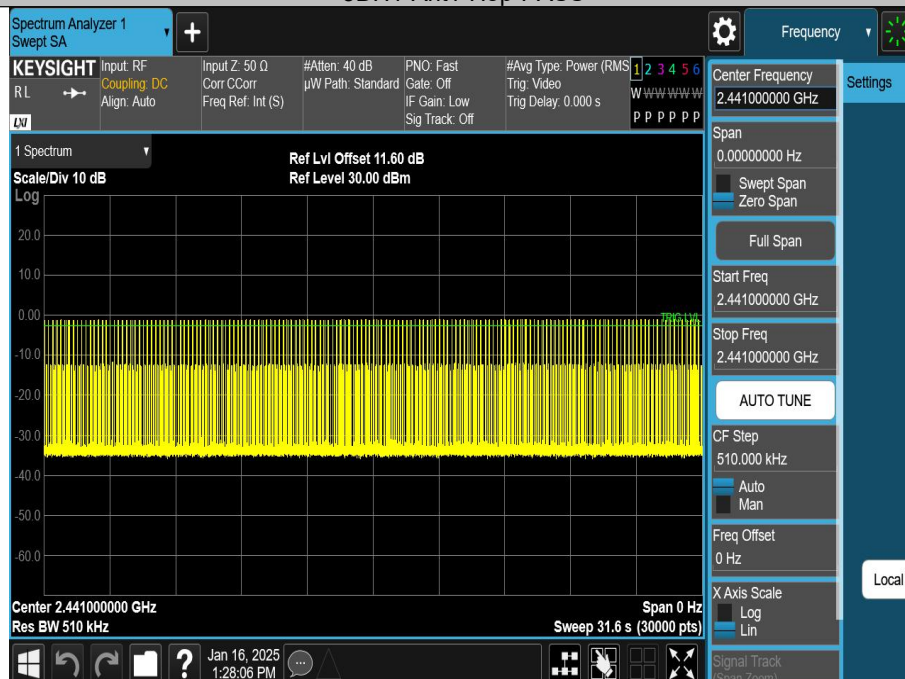 Spectrum Analyzer 1
Swept SA
Frequency
KEYSIGHT
RL
LXI
Input: RF
Coupling: DC
Align: Auto
Input Z: 50 Ω
Corr CCorr
Freq Ref: Int (S)
#Atten: 40 dB
µW Path: Standard
PNO: Fast
Gate: Off
IF Gain: Low
Sig Track: Off
#Avg Type: Power (RMS
Trig: Video
Trig Delay: 0.000 s
1 2 3 4 5 6
W W W W W W
P P P P P P
Center Frequency
2.441000000 GHz
Settings
Span
0.00000000 Hz
Swept Span
Zero Span
Full Span
Start Freq
2.441000000 GHz
Stop Freq
2.441000000 GHz
AUTO TUNE
CF Step
510.000 kHz
Auto
Man
Freq Offset
0 Hz
X Axis Scale
Log
Lin
Signal Track
(Span Zoom)
Local
1 Spectrum
Scale/Div 10 dB
Log
Ref Lvl Offset 11.60 dB
Ref Level 30.00 dBm
20.0
10.0
0.00
-10.0
-20.0
-30.0
-40.0
-50.0
-60.0
TRIG LVL
Center 2.441000000 GHz
Res BW 510 kHz
Span 0 Hz
Sweep 31.6 s (30000 pts)
?
Jan 16, 2025
1:28:06 PM